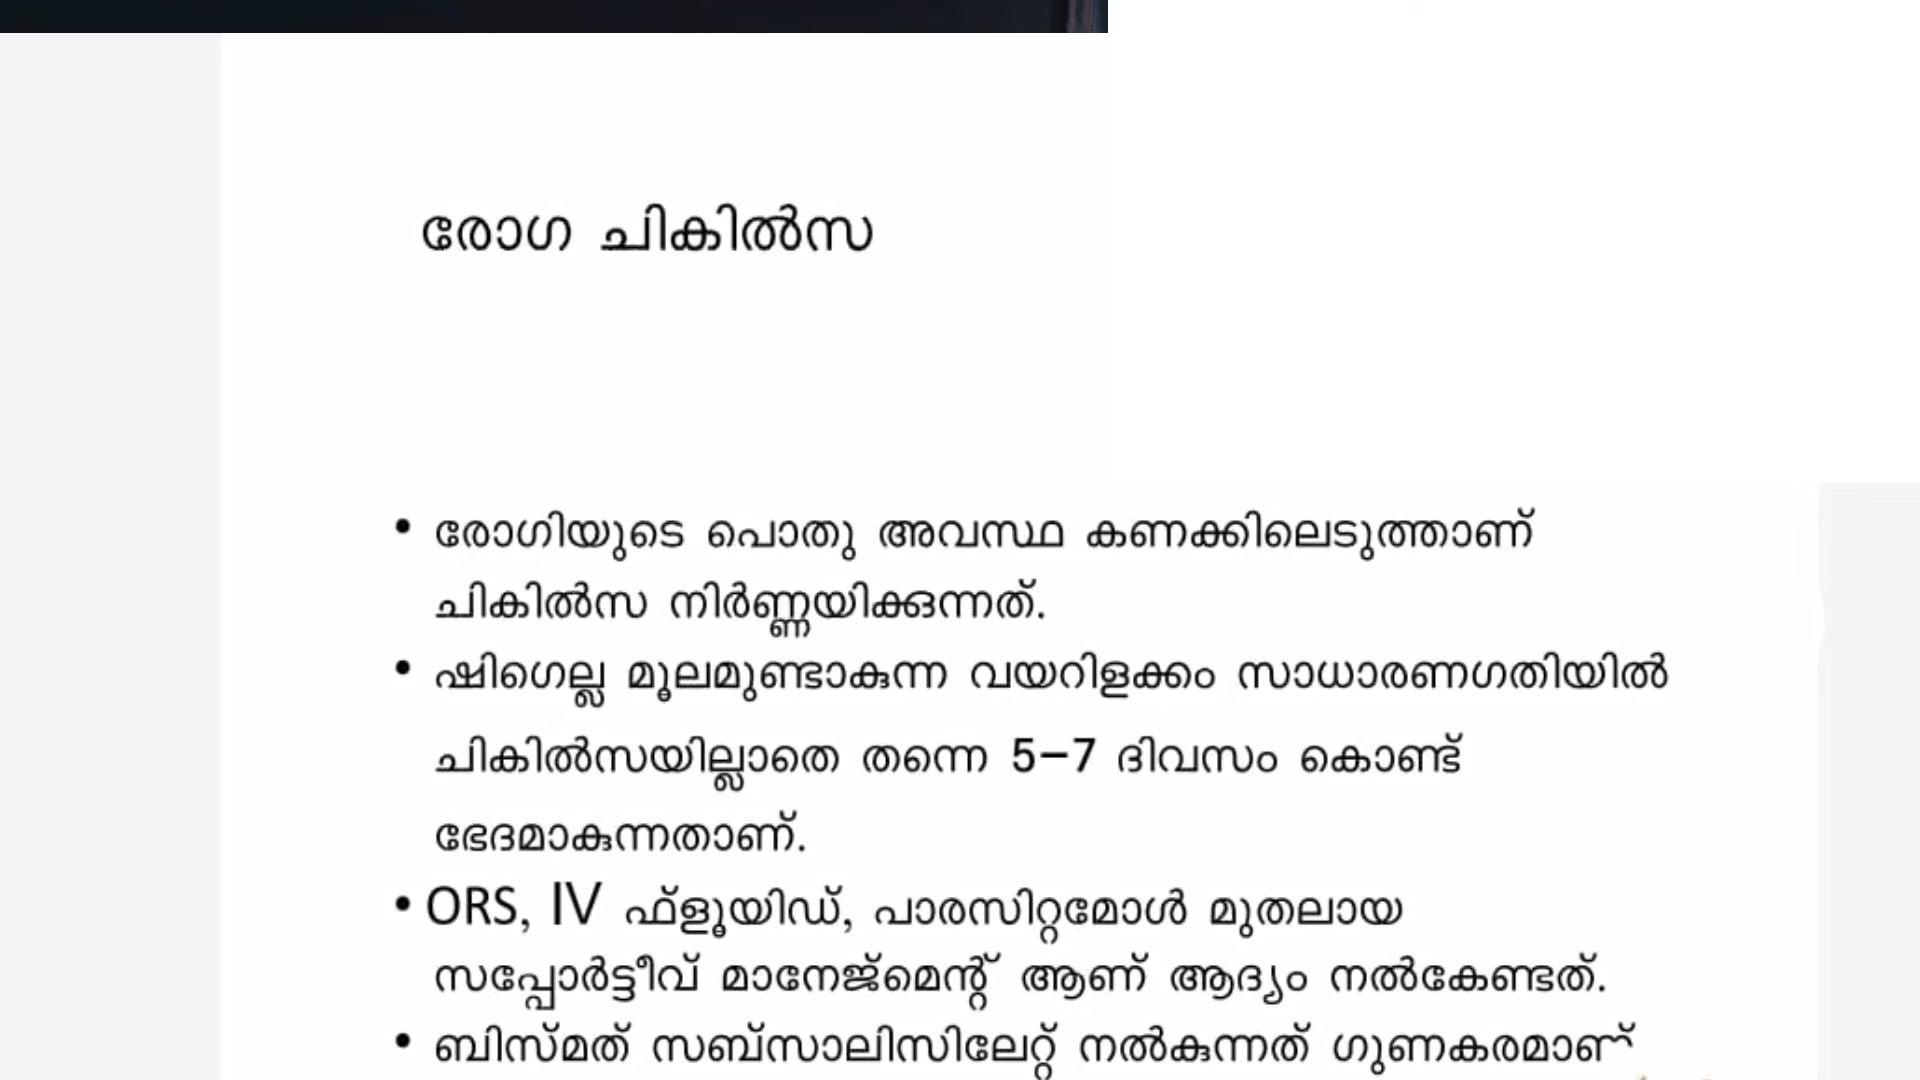 രോഗ ചികിൽസ
• രോഗിയുടെ പൊതു അവസ്ഥ കണക്കിലെടുത്താണ്
ചികിൽസ നിർണ്ണയിക്കുന്നത്.
• ഷിഗെല്ല മൂലമുണ്ടാകുന്ന വയറിളക്കം സാധാരണഗതിയിൽ
ചികിൽസയില്ലാതെ തന്നെ 5–7 ദിവസം കൊണ്ട്
ഭേദമാകുന്നതാണ്.
• ORS, IV ഫ്ളൂയിഡ്, പാരസിറ്റമോൾ മുതലായ
സപ്പോർട്ടീവ് മാനേജ്മെന്റ് ആണ് ആദ്യം നൽകേണ്ടത്.
• ബിസ്മത് സബ്സാലിസിലേറ്റ് നൽകുന്നത് ഗുണകരമാണ്